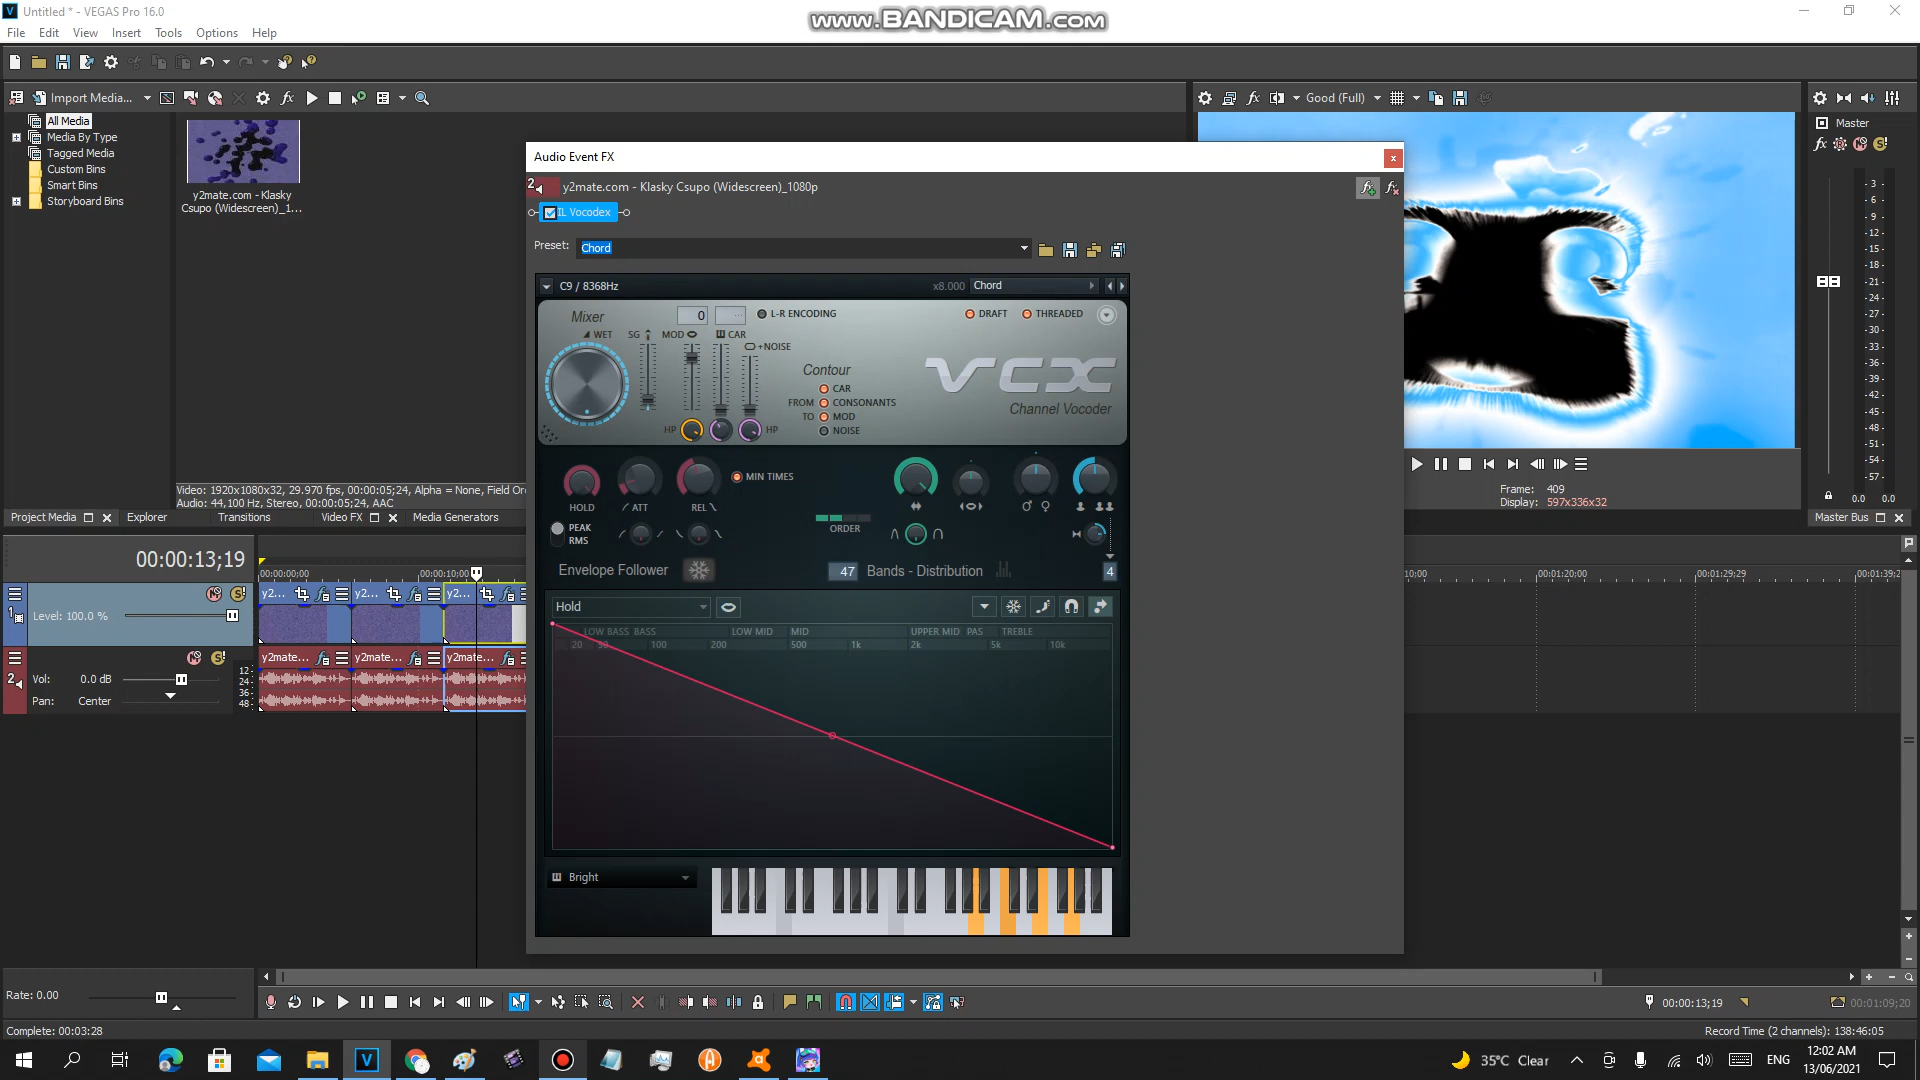 Untitled * - VEGAS Pro 16.0
www.BANDICAM.com
File Edit View Insert Tools Options Help
Import Media...
Good (Full)
All Media
Media By Type
Tagged Media
Custom Bins
Smart Bins
Storyboard Bins
y2mate.com - Klasky
Csupo (Widescreen)_1...
Video: 1920x1080x32, 29.970 fps, 00:00:05;24, Alpha = None, Field Or
Audio: 44,100 Hz, Stereo, 00:00:05;24, AAC
Project Media Explorer Transitions Video FX Media Generators
Audio Event FX
y2mate.com - Klasky Csupo (Widescreen)_1080p
IL Vocodex
Preset: Chord
C9 / 8368Hz x8.000 Chord
Mixer 0 L-R ENCODING DRAFT THREADED
WET SG MOD CAR
+NOISE
Contour
CAR
FROM CONSONANTS
TO MOD
NOISE
HP HP
VCX
Channel Vocoder
MIN TIMES
HOLD ATT REL
PEAK
RMS
ORDER
Envelope Follower 47 Bands - Distribution 4
Hold
LOW BASS BASS LOW MID MID UPPER MID PAS TREBLE
20 50 100 200 500 1k 2k 5k 10k
Bright
Frame: 409
Display: 597x336x32
Master
- 3 -
- 6 -
- 9 -
-12-
-15-
-18-
-21-
-24-
-27-
-30-
-33-
-36-
-39-
-42-
-45-
-48-
-51-
-54-
-57-
0.0 0.0
Master Bus
00:00:13;19
00:00:00;00 00:00:10;00
10;00 00:01:20;00 00:01:29;29 00:01:39;2
1
Level: 100.0 %
y2... y2... y2...
2
Vol: 0.0 dB
Pan: Center
12
24
36
48
y2mate... y2mate... y2mate...
Rate: 0.00
00:00:13;19 00:01:09;20
Complete: 00:03:28
Record Time (2 channels): 138:46:05
35°C Clear
ENG
12:02 AM
13/06/2021